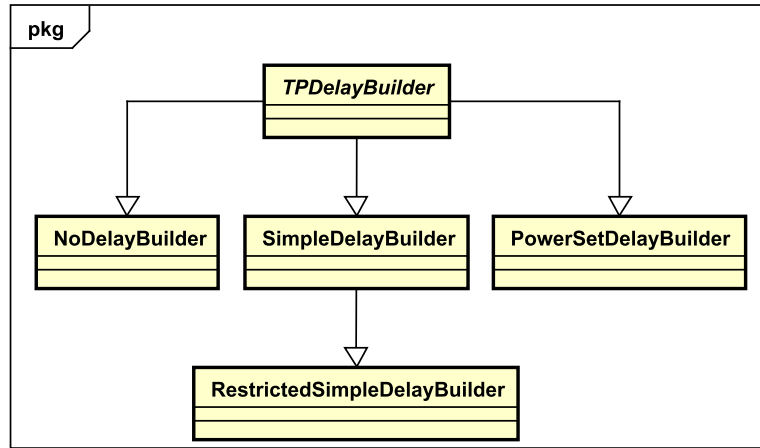 pkg
TPDelayBuilder
NoDelayBuilder
SimpleDelayBuilder
PowerSetDelayBuilder
RestrictedSimpleDelayBuilder